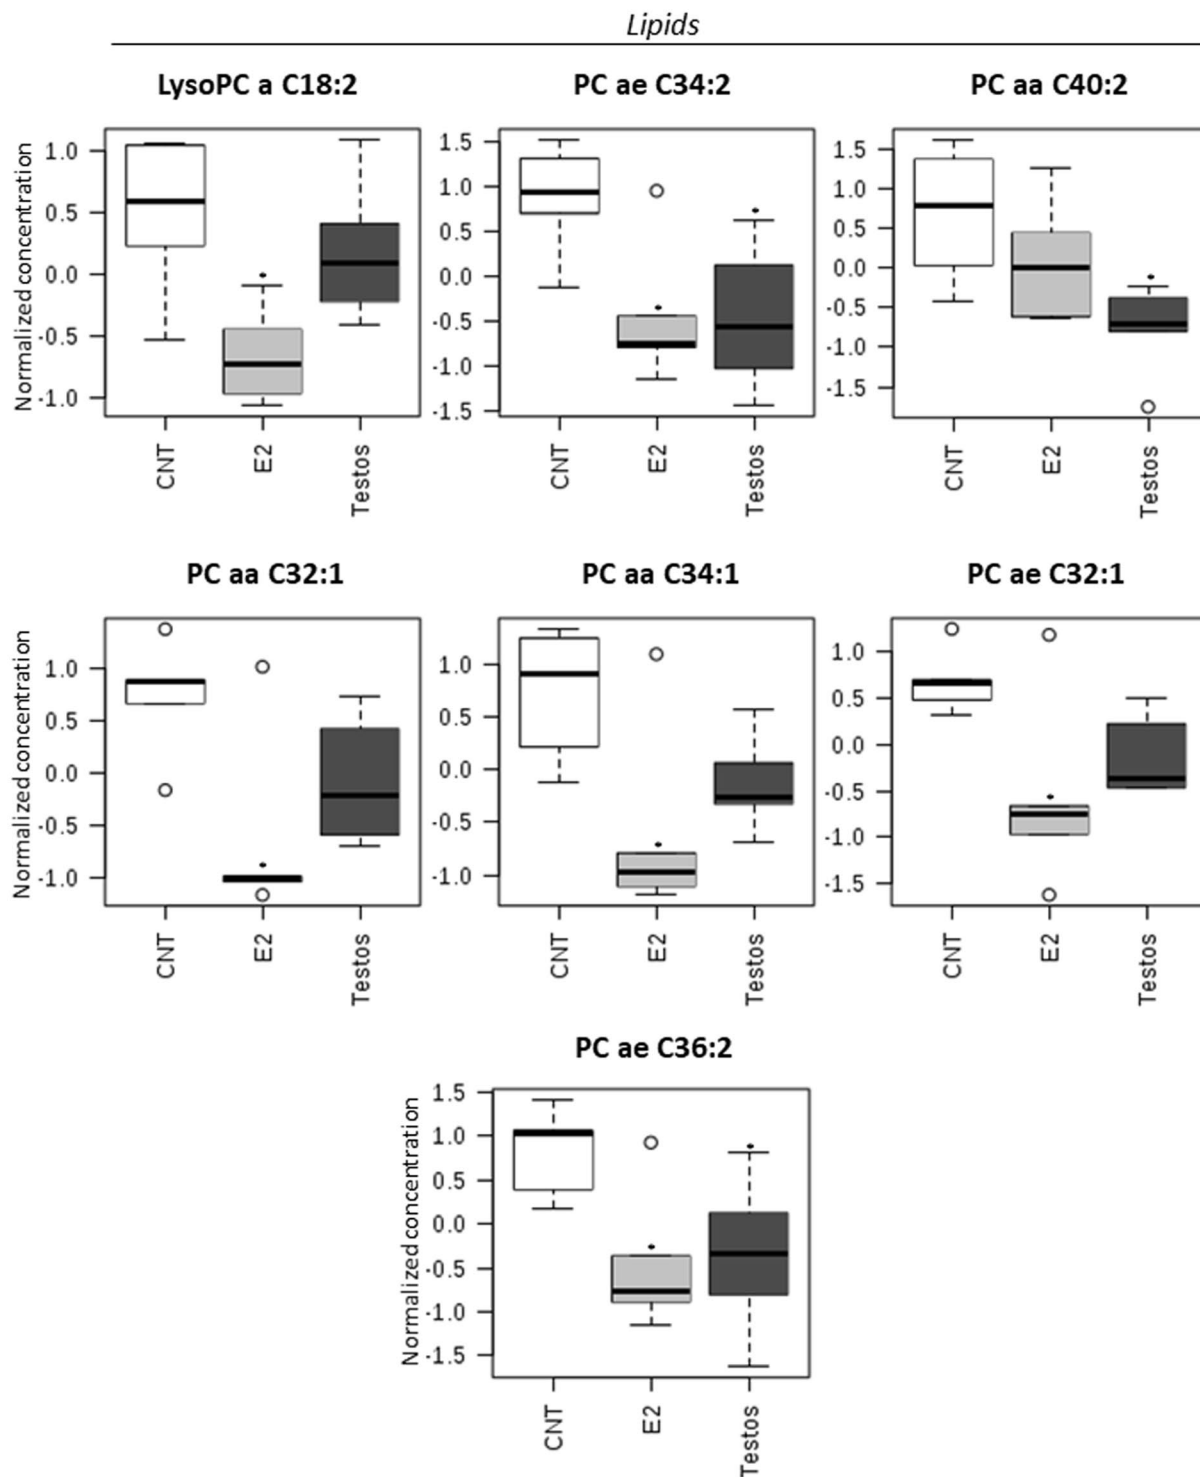 Lipids
LysoPC a C18:2
PC ae C34:2
PC aa C40:2
Normalized concentration
1.0
0.5
0.0
-0.5
-1.0
CNT
E2
Testos
1.5
1.0
0.5
0.0
-0.5
-1.0
-1.5
CNT
E2
Testos
1.5
1.0
0.5
0.0
-0.5
-1.0
-1.5
CNT
E2
Testos
PC aa C32:1
PC aa C34:1
PC ae C32:1
Normalized concentration
1.0
0.5
0.0
-0.5
-1.0
CNT
E2
Testos
1.0
0.5
0.0
-0.5
-1.0
CNT
E2
Testos
1.0
0.5
0.0
-0.5
-1.0
-1.5
CNT
E2
Testos
PC ae C36:2
Normalized concentration
1.5
1.0
0.5
0.0
-0.5
-1.0
-1.5
CNT
E2
Testos